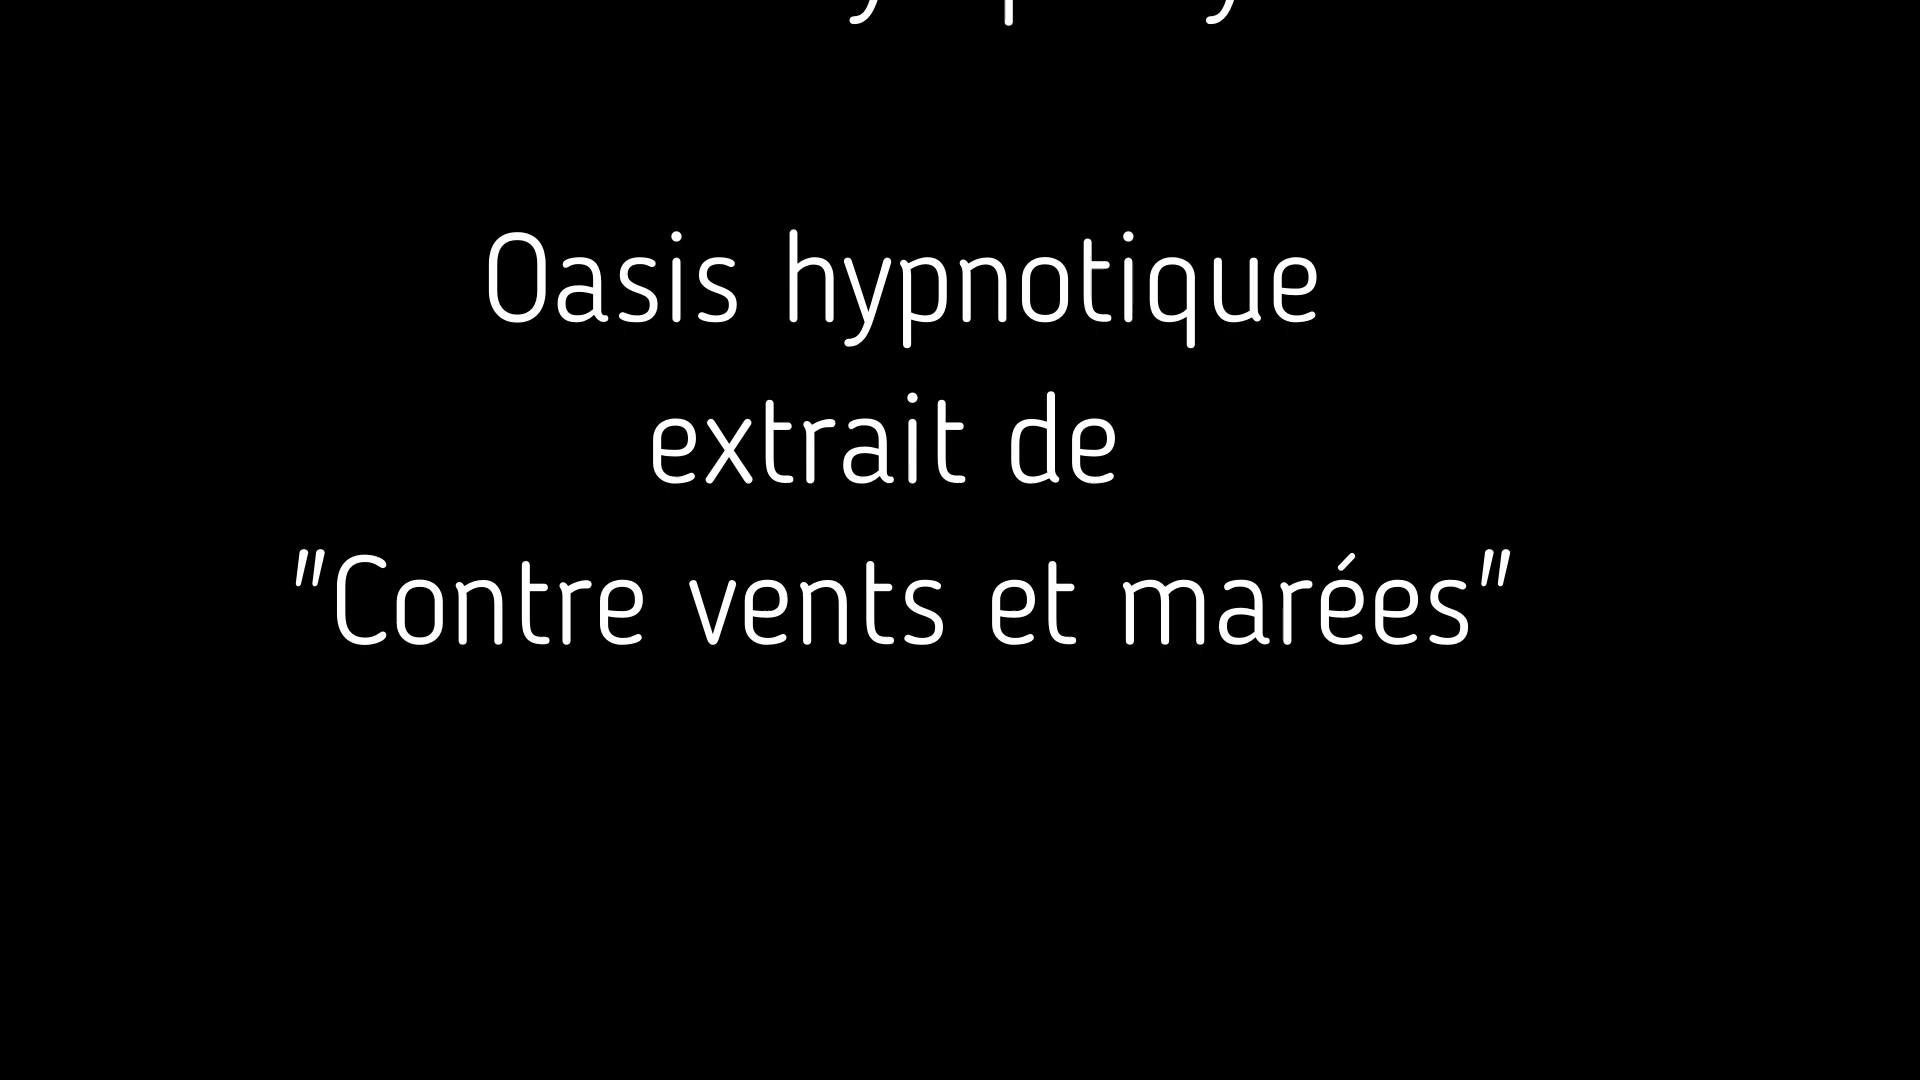 Oasis hypnotique
extrait de
"Contre vents et marées"